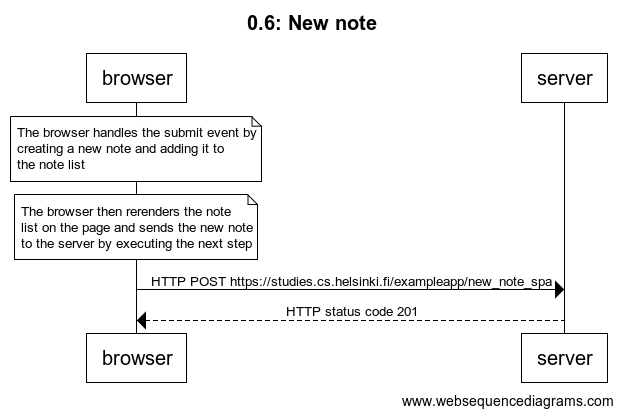 0.6: New note
browser
server
The browser handles the submit event by
creating a new note and adding it to
the note list
The browser then rerenders the note
list on the page and sends the new note
to the server by executing the next step
HTTP POST https://studies.cs.helsinki.fi/exampleapp/new_note_spa
HTTP status code 201
browser
server
www.websequencediagrams.com